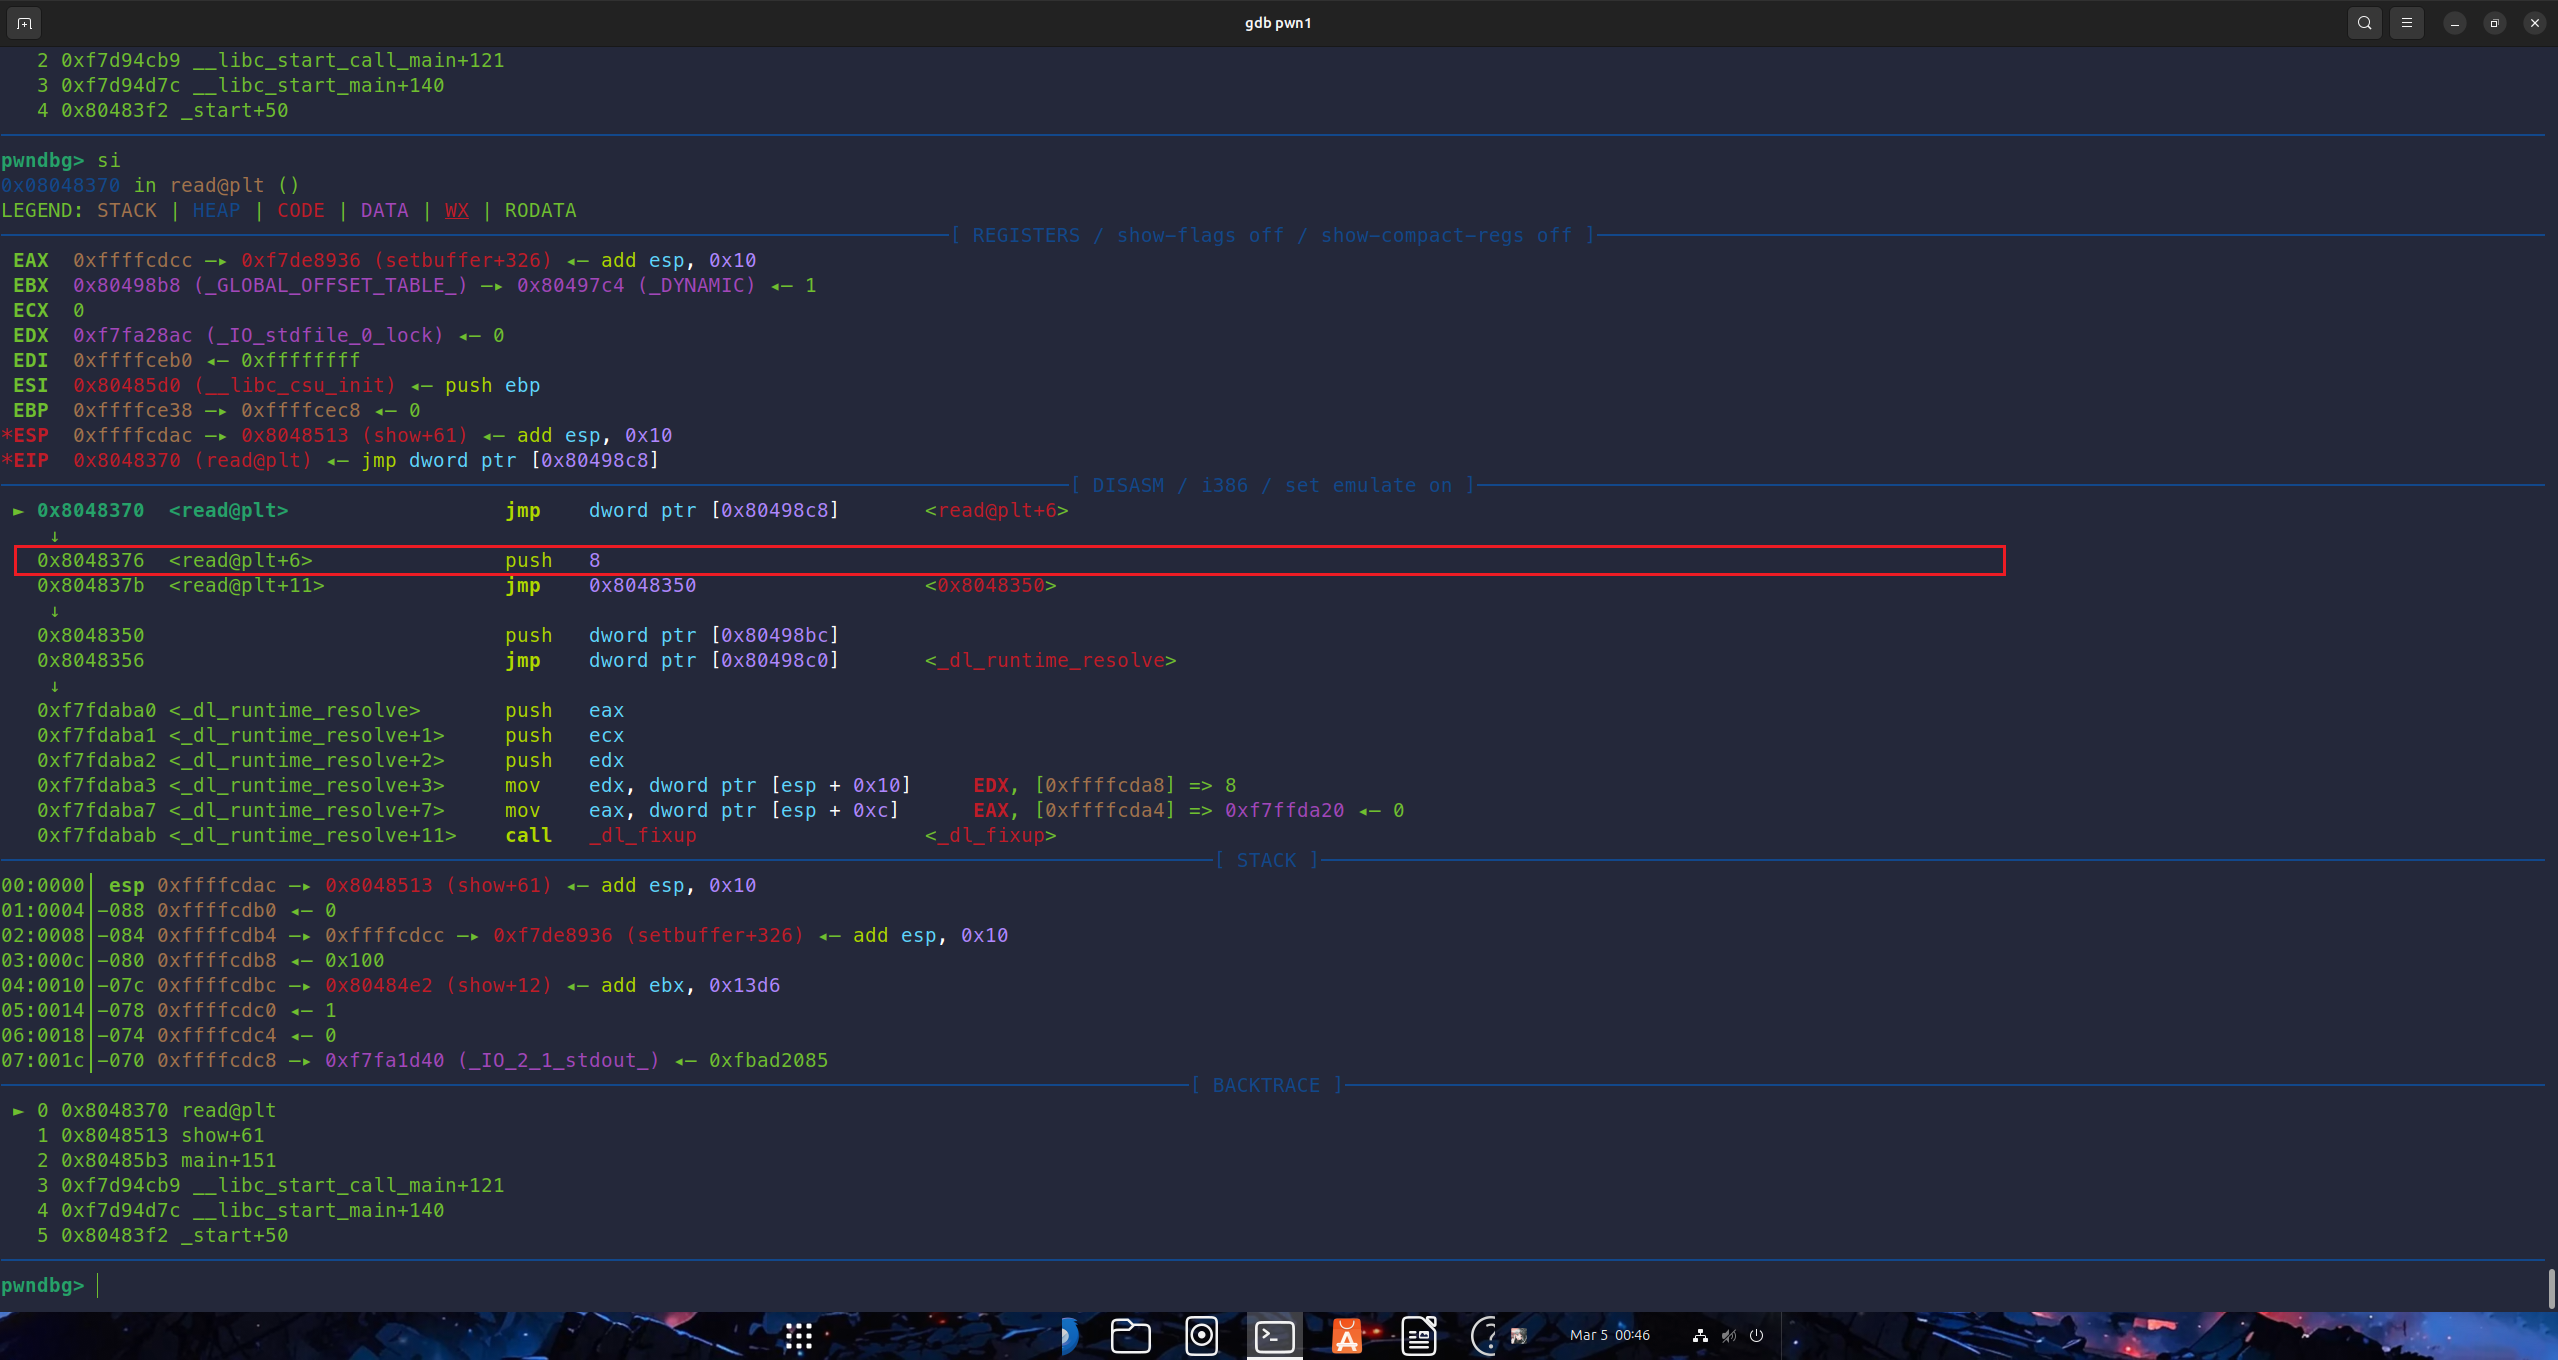 gdb pwn1
2 0xf7d94cb9 __libc_start_call_main+121
3 0xf7d94d7c __libc_start_main+140
4 0x80483f2 _start+50
pwndbg> si
0x08048370 in read@plt ()
LEGEND: STACK | HEAP | CODE | DATA | WX | RODATA
[ REGISTERS / show-flags off / show-compact-regs off ]
EAX  0xffffcdcc —▸ 0xf7de8936 (setbuffer+326) ◂— add esp, 0x10
EBX  0x80498b8 (_GLOBAL_OFFSET_TABLE_) —▸ 0x80497c4 (_DYNAMIC) ◂— 1
ECX  0
EDX  0xf7fa28ac (_IO_stdfile_0_lock) ◂— 0
EDI  0xffffceb0 ◂— 0xffffffff
ESI  0x80485d0 (__libc_csu_init) ◂— push ebp
EBP  0xffffce38 —▸ 0xffffcec8 ◂— 0
*ESP  0xffffcdac —▸ 0x8048513 (show+61) ◂— add esp, 0x10
*EIP  0x8048370 (read@plt) ◂— jmp dword ptr [0x80498c8]
[ DISASM / i386 / set emulate on ]
► 0x8048370  <read@plt>  jmp  dword ptr [0x80498c8]  <read@plt+6>
↓
0x8048376  <read@plt+6>  push  8
0x804837b  <read@plt+11>  jmp  0x8048350  <0x8048350>
↓
0x8048350  push  dword ptr [0x80498bc]
0x8048356  jmp  dword ptr [0x80498c0]  <_dl_runtime_resolve>
↓
0xf7fdaba0 <_dl_runtime_resolve>  push  eax
0xf7fdaba1 <_dl_runtime_resolve+1>  push  ecx
0xf7fdaba2 <_dl_runtime_resolve+2>  push  edx
0xf7fdaba3 <_dl_runtime_resolve+3>  mov  edx, dword ptr [esp + 0x10]  EDX, [0xffffcda8] => 8
0xf7fdaba7 <_dl_runtime_resolve+7>  mov  eax, dword ptr [esp + 0xc]  EAX, [0xffffcda4] => 0xf7ffda20 ◂— 0
0xf7fdabab <_dl_runtime_resolve+11>  call  _dl_fixup  <_dl_fixup>
[ STACK ]
00:0000│ esp 0xffffcdac —▸ 0x8048513 (show+61) ◂— add esp, 0x10
01:0004│-088 0xffffcdb0 ◂— 0
02:0008│-084 0xffffcdb4 —▸ 0xffffcdcc —▸ 0xf7de8936 (setbuffer+326) ◂— add esp, 0x10
03:000c│-080 0xffffcdb8 ◂— 0x100
04:0010│-07c 0xffffcdbc —▸ 0x80484e2 (show+12) ◂— add ebx, 0x13d6
05:0014│-078 0xffffcdc0 ◂— 1
06:0018│-074 0xffffcdc4 ◂— 0
07:001c│-070 0xffffcdc8 —▸ 0xf7fa1d40 (_IO_2_1_stdout_) ◂— 0xfbad2085
[ BACKTRACE ]
► 0 0x8048370 read@plt
1 0x8048513 show+61
2 0x80485b3 main+151
3 0xf7d94cb9 __libc_start_call_main+121
4 0xf7d94d7c __libc_start_main+140
5 0x80483f2 _start+50
pwndbg>
Mar 5 00:46